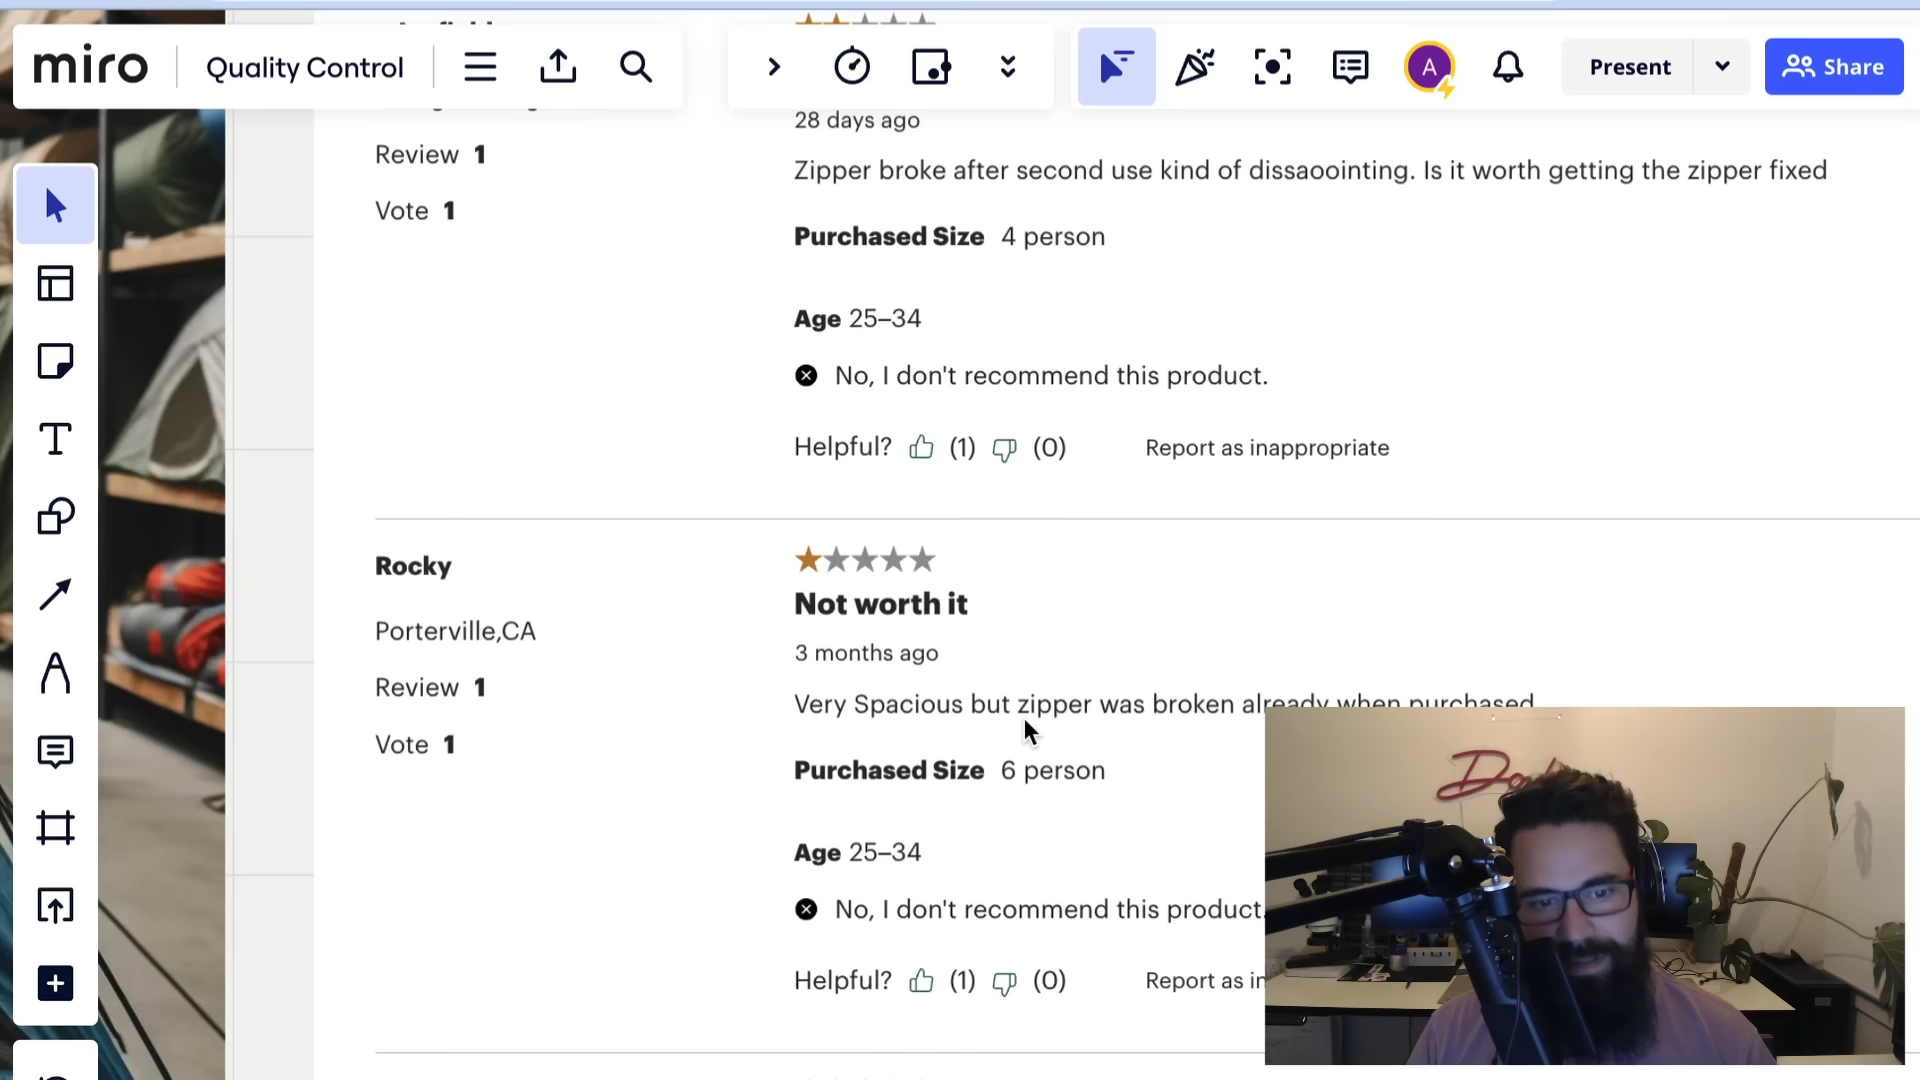 miro
Quality Control
Present
A
Share
28 days ago
Review 1
Zipper broke after second use kind of dissaoointing. Is it worth getting the zipper fixed
Vote 1
Purchased Size 4 person
Age 25–34
No, I don't recommend this product.
Helpful? (1) (0) Report as inappropriate
Rocky
Not worth it
Porterville,CA
3 months ago
Review 1
Very Spacious but zipper was broken already when purchased
Vote 1
Purchased Size 6 person
Age 25–34
No, I don't recommend this product.
Helpful? (1) (0) Report as in